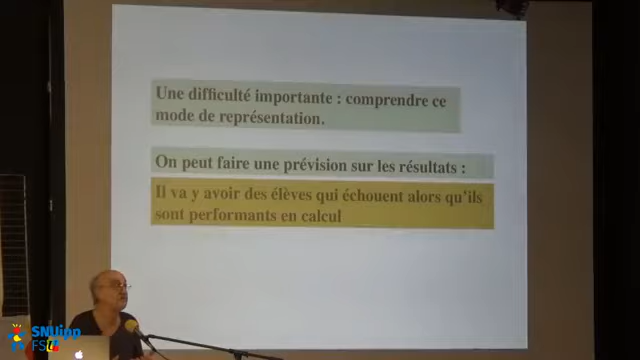 Une difficulté importante : comprendre ce
mode de représentation.
On peut faire une prévision sur les résultats :
Il va y avoir des élèves qui échouent alors qu'ils
sont performants en calcul
SNUipp
FSU